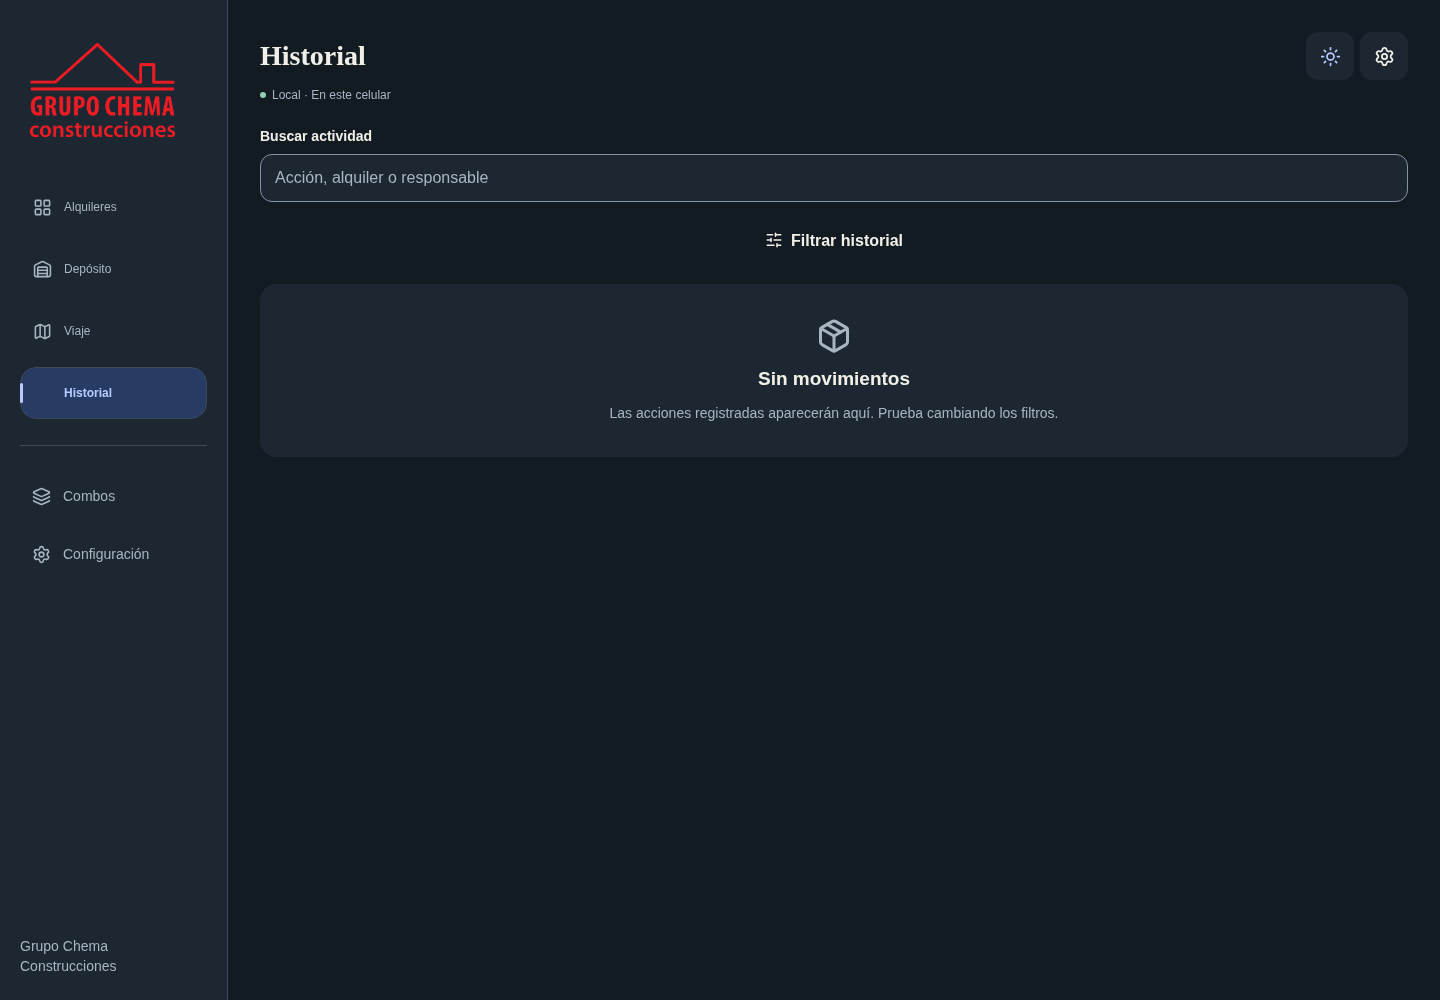 GRUPO CHEMA
construcciones
Alquileres
Depósito
Viaje
Historial
Combos
Configuración
Grupo Chema
Construcciones
Historial
Local · En este celular
Buscar actividad
Acción, alquiler o responsable
Filtrar historial
Sin movimientos
Las acciones registradas aparecerán aquí. Prueba cambiando los filtros.